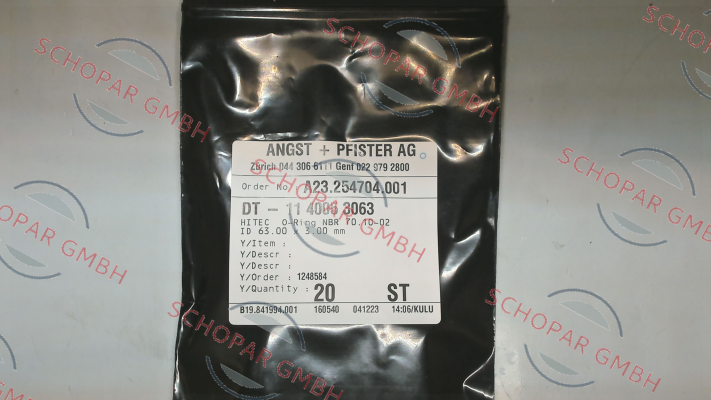 ANGST + PFISTER AG
Zürich 044 306 6111 Genf 022 979 2800
Order No. A23.254704.001
DT - 11 4006 3063
HITEC O-Ring NBR 70.10-02
ID 63.00 x 3.00 mm
Y/Item :
Y/Descr :
Y/Descr :
Y/Order : 1248584
Y/Quantity : 20 ST
B19.841994.001 160540 041223 14:06/KULU
SCHOPAR GMBH
SCHOPAR GMBH
SCHOPAR GMBH
SCHOPAR GMBH
SCHOPAR GMBH
SCHOPAR GMBH
SCHOPAR GMBH
SCHOPAR GMBH